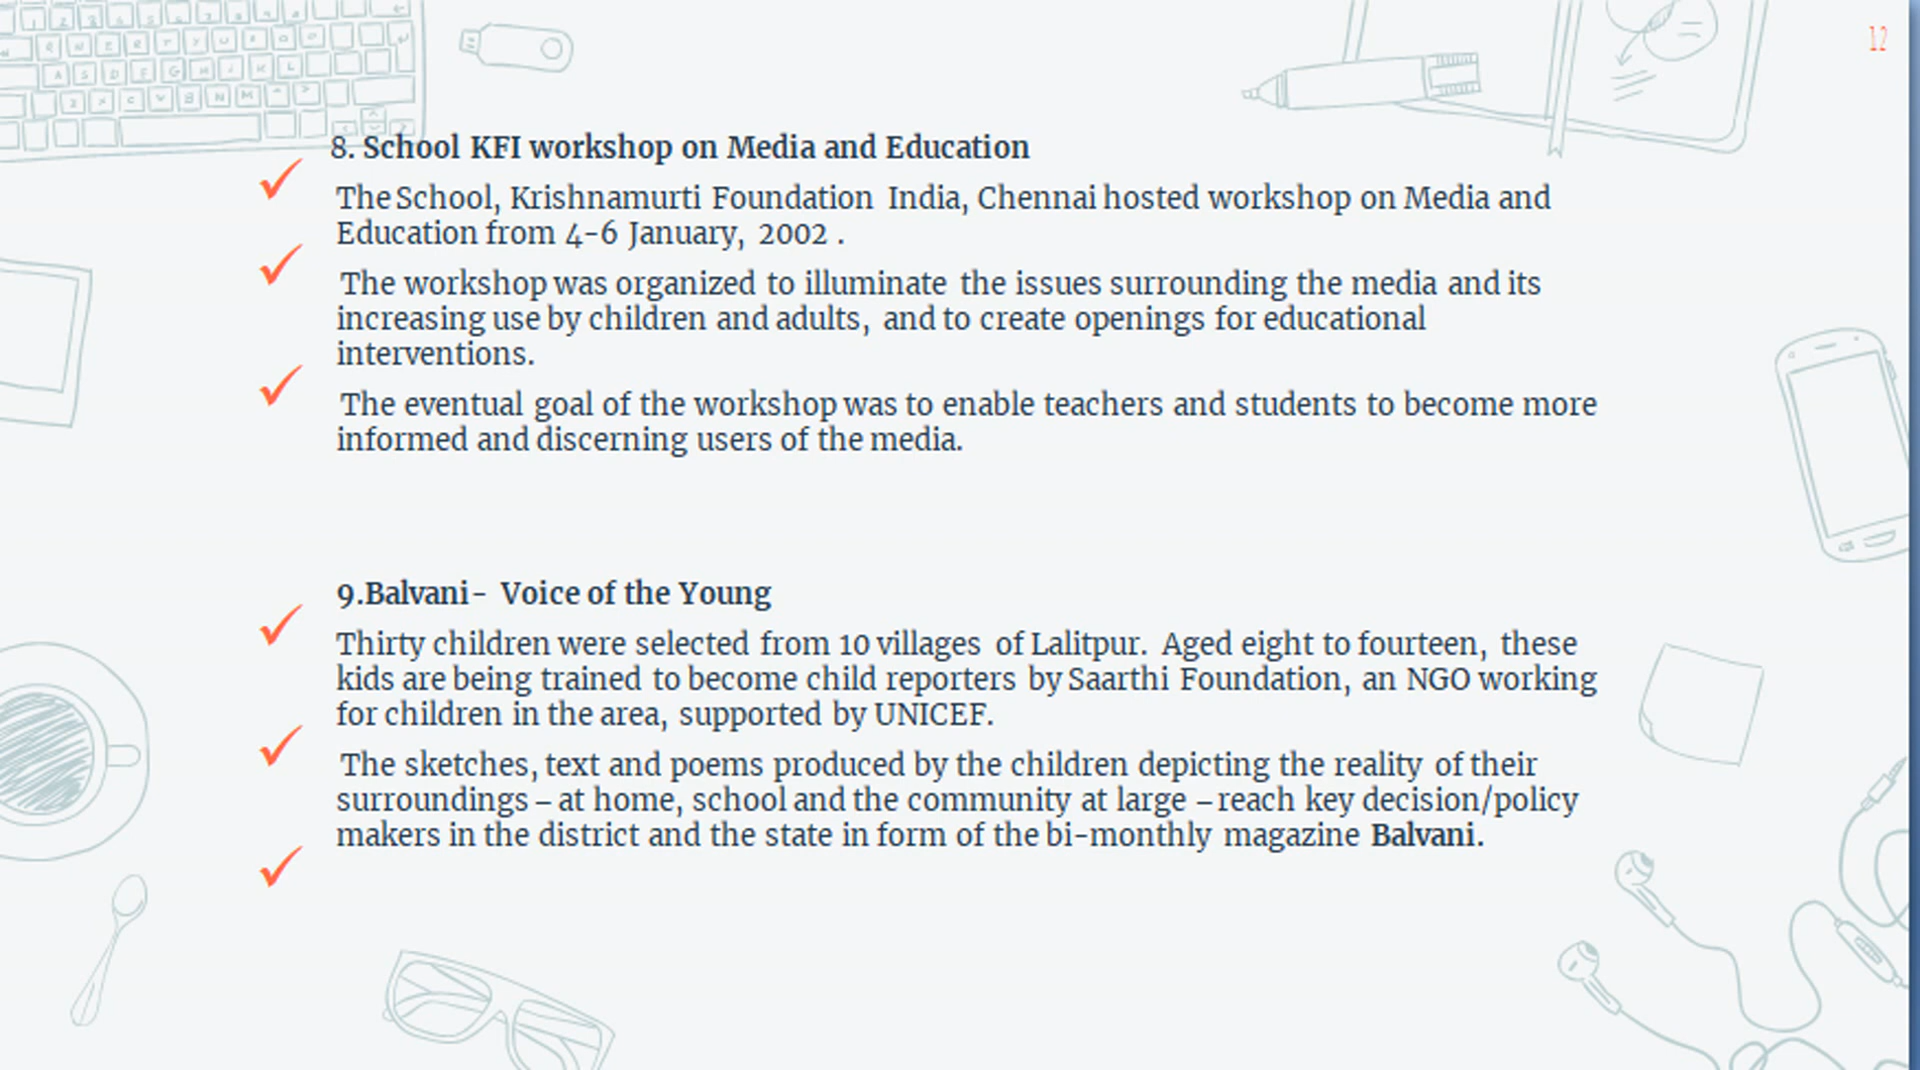 12
8. School KFI workshop on Media and Education
The School, Krishnamurti Foundation India, Chennai hosted workshop on Media and
Education from 4-6 January, 2002 .
The workshop was organized to illuminate the issues surrounding the media and its
increasing use by children and adults, and to create openings for educational
interventions.
The eventual goal of the workshop was to enable teachers and students to become more
informed and discerning users of the media.
9.Balvani- Voice of the Young
Thirty children were selected from 10 villages of Lalitpur. Aged eight to fourteen, these
kids are being trained to become child reporters by Saarthi Foundation, an NGO working
for children in the area, supported by UNICEF.
The sketches, text and poems produced by the children depicting the reality of their
surroundings – at home, school and the community at large – reach key decision/policy
makers in the district and the state in form of the bi-monthly magazine Balvani.